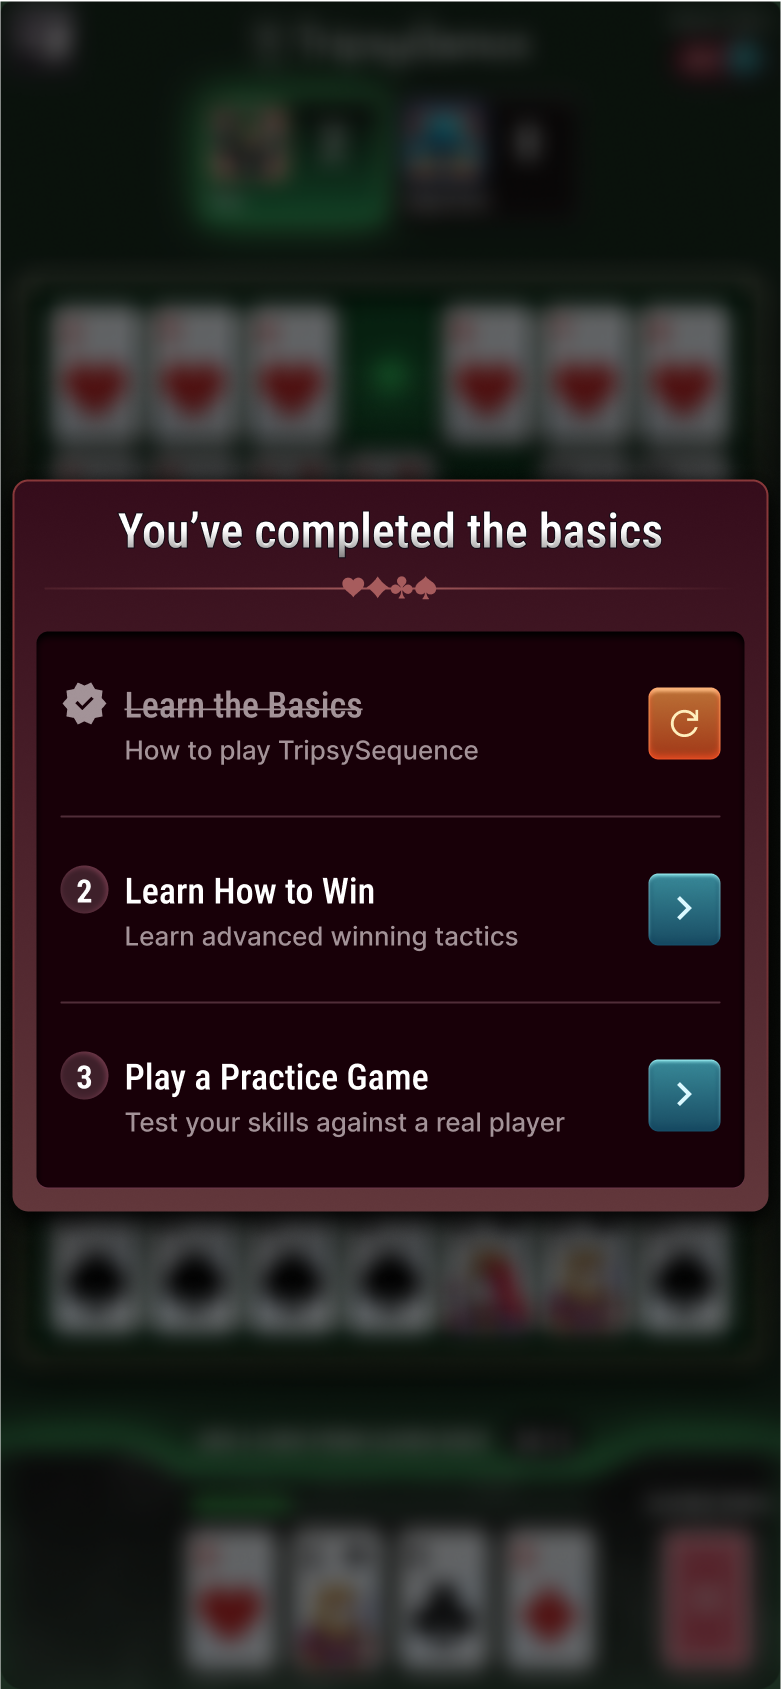 You've completed the basics
Learn the Basics
How to play TripsySequence
2
Learn How to Win
Learn advanced winning tactics
3
Play a Practice Game
Test your skills against a real player